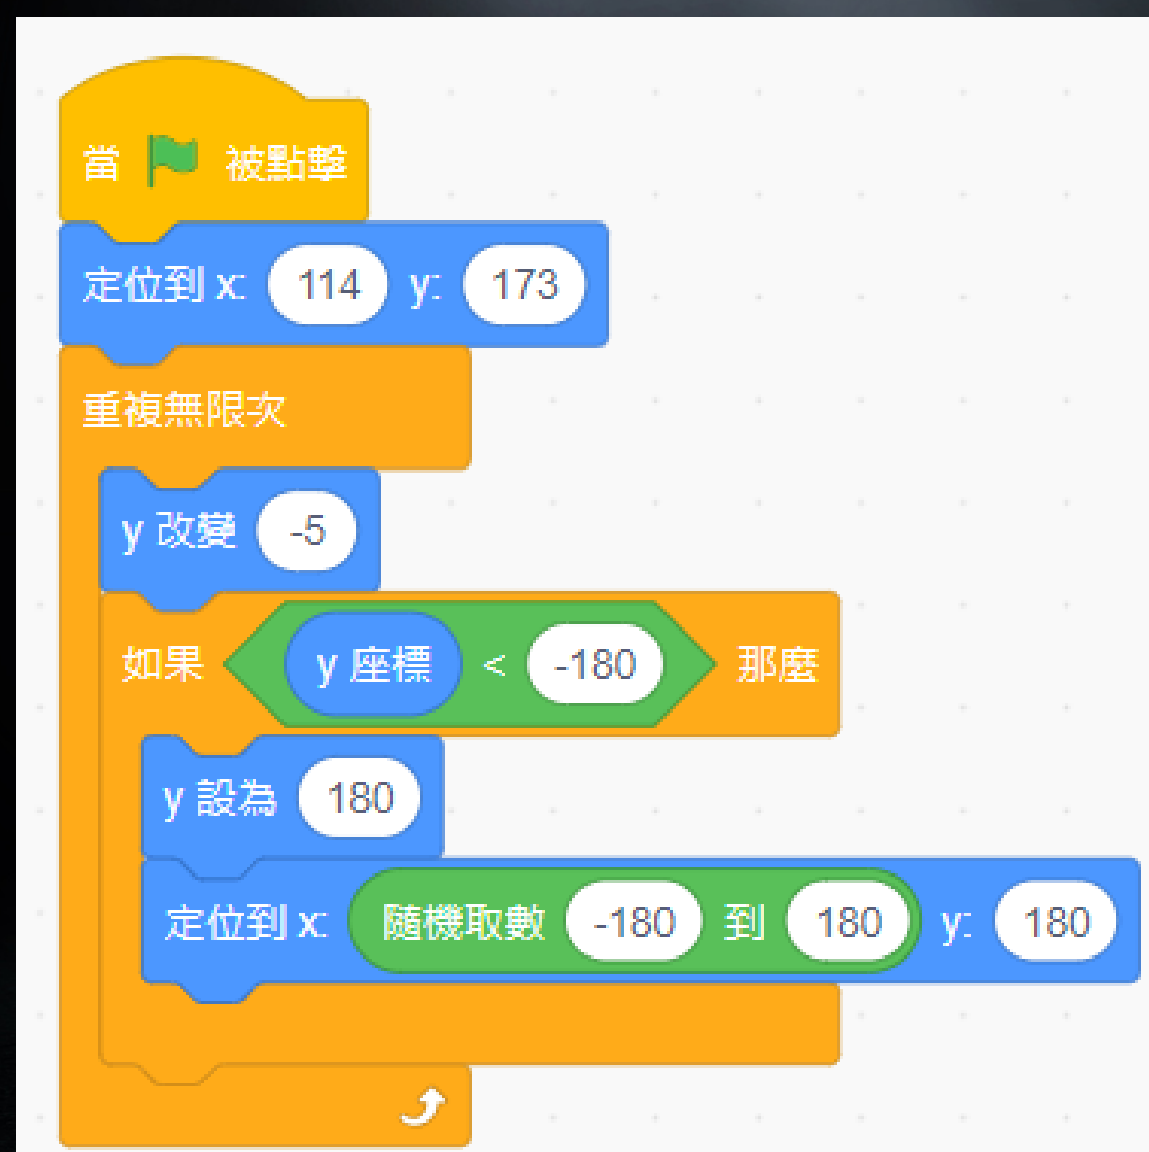 當 被點擊
定位到 x: 114 y: 173
重複無限次
y 改變 -5
如果 y 座標 < -180 那麼
y 設為 180
定位到 x: 隨機取數 -180 到 180 y: 180